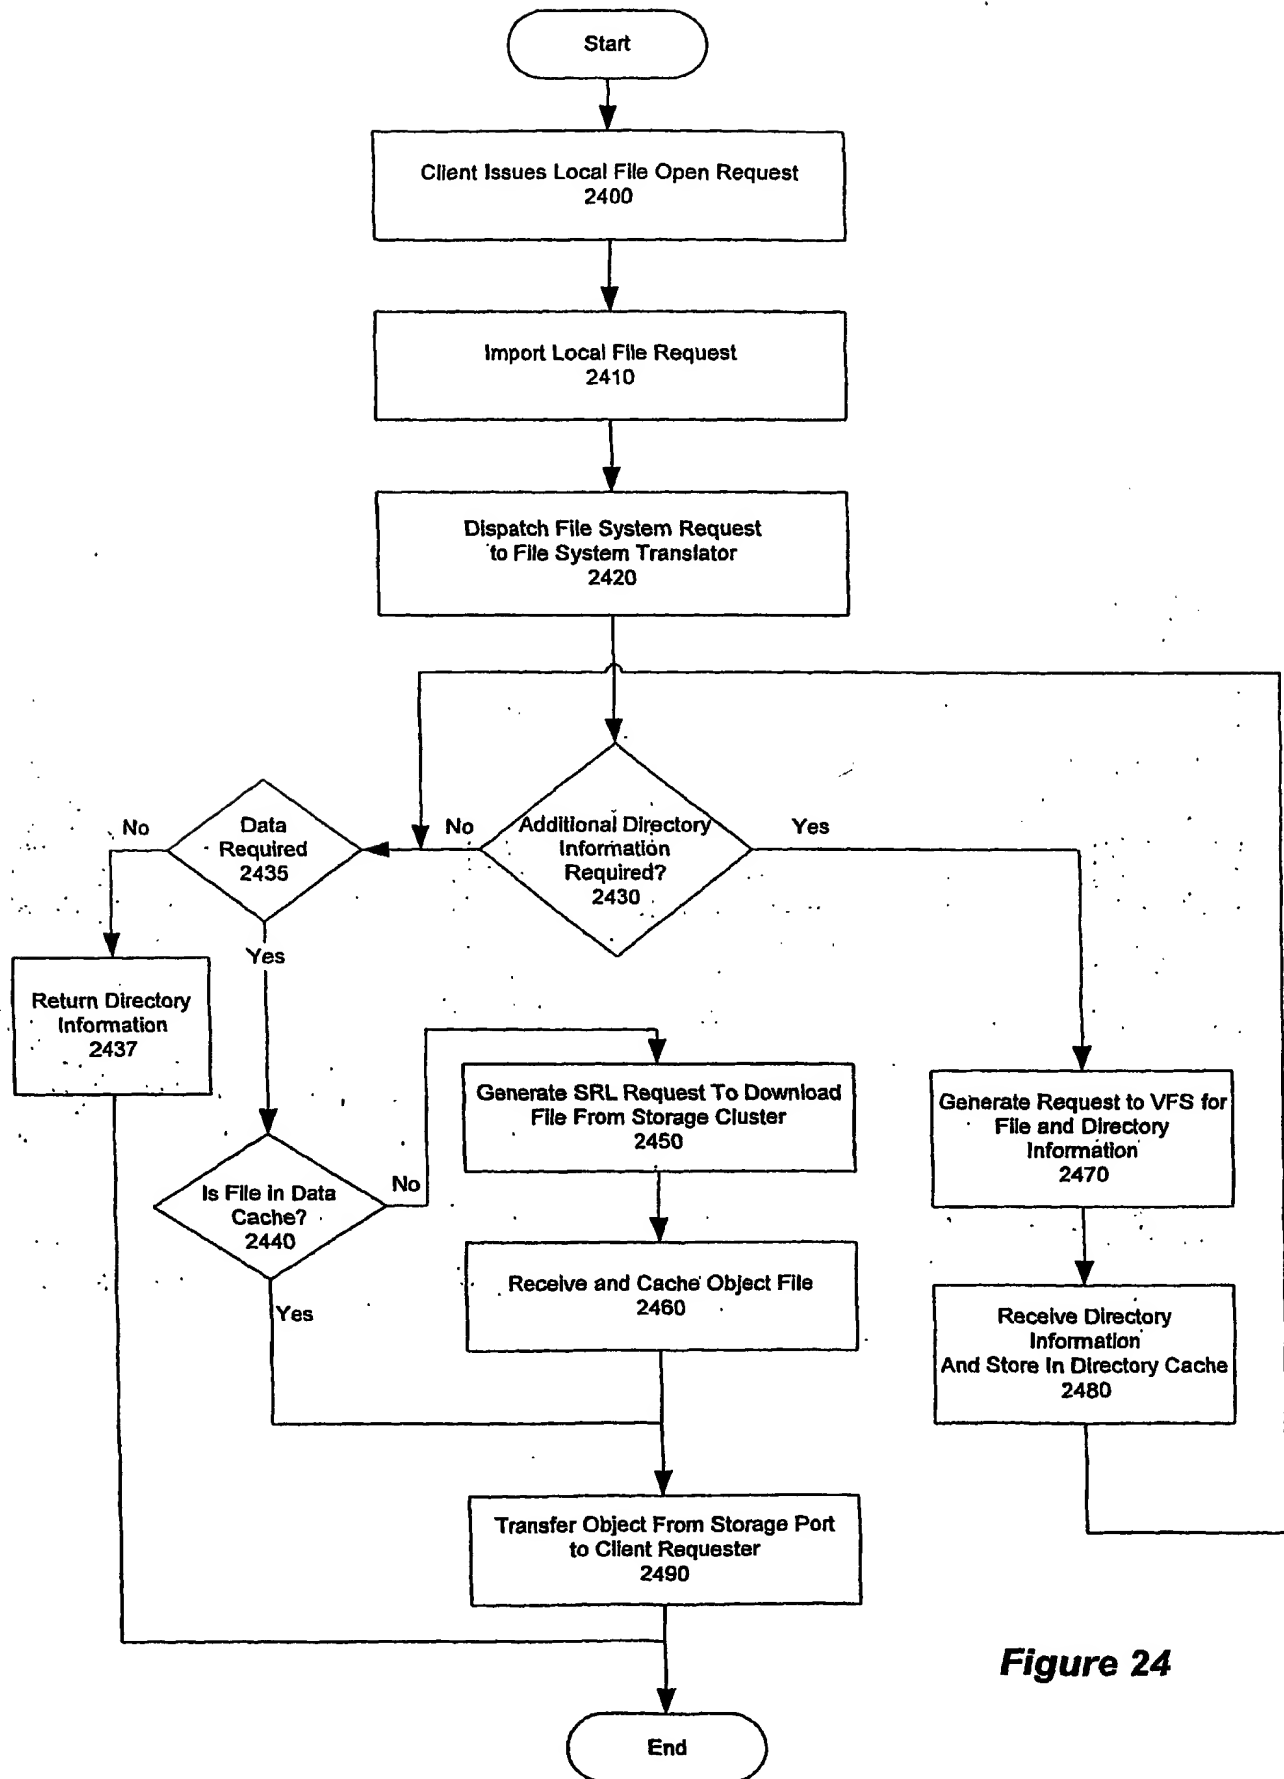 Start
Client Issues Local File Open Request
2400
Import Local File Request
2410
Dispatch File System Request
to File System Translator
2420
No
Data
Required
2435
No
Additional Directory
Information
Required?
2430
Yes
Yes
Return Directory
Information
2437
Generate SRL Request To Download
File From Storage Cluster
2450
Generate Request to VFS for
File and Directory
Information
2470
Is File in Data
Cache?
2440
No
Receive and Cache Object File
2460
Yes
Receive Directory
Information
And Store In Directory Cache
2480
Transfer Object From Storage Port
to Client Requester
2490
Figure 24
End